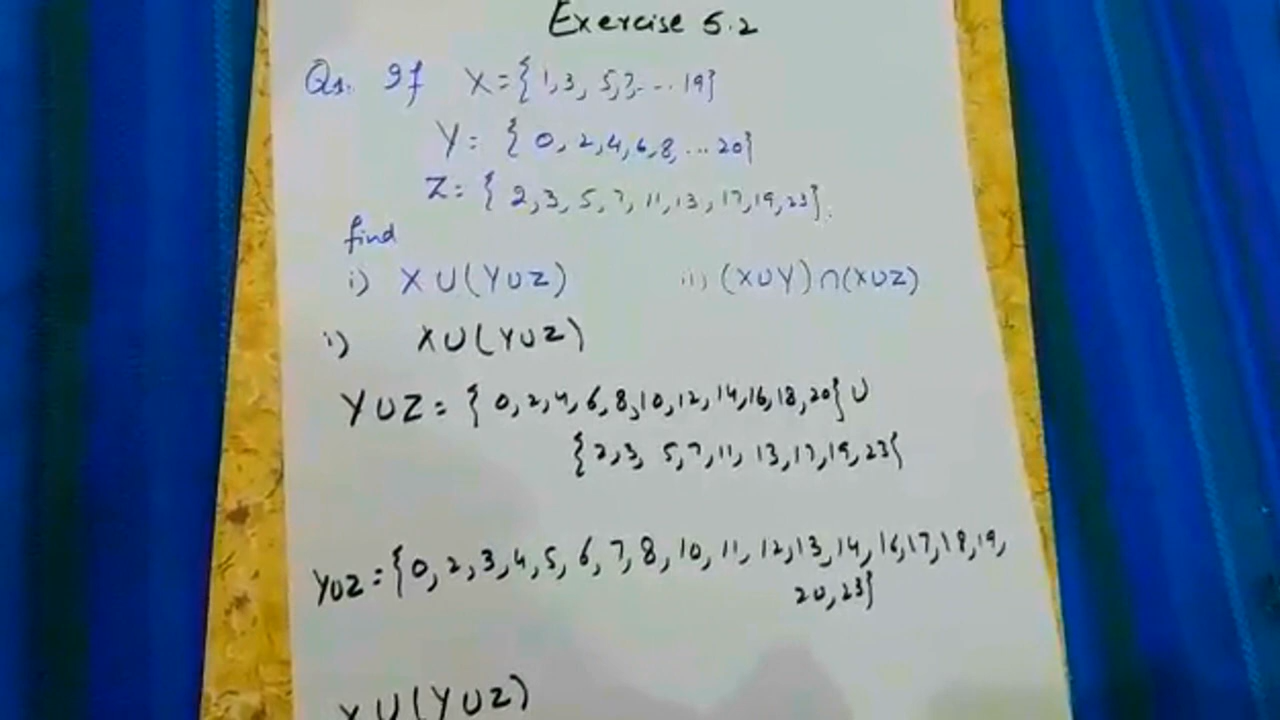 Exercise 5.2
Q1. If X = { 1,3, 5,7--..19}
Y = { 0, 2,4,6,8, ...20}
Z = { 2,3, 5,7, 11,13, 17,19,23}.
find
i) X∪(Y∪Z) ii) (X∪Y)∩(X∪Z)
i) X∪(Y∪Z)
Y∪Z = { 0,2,4,6,8,10,12,14,16,18,20} ∪
{2,3, 5,7,11, 13,17,19,23}
Y∪Z = {0,2,3,4,5,6,7,8,10,11,12,13,14,16,17,18,19,
20,23}
X∪(Y∪Z)